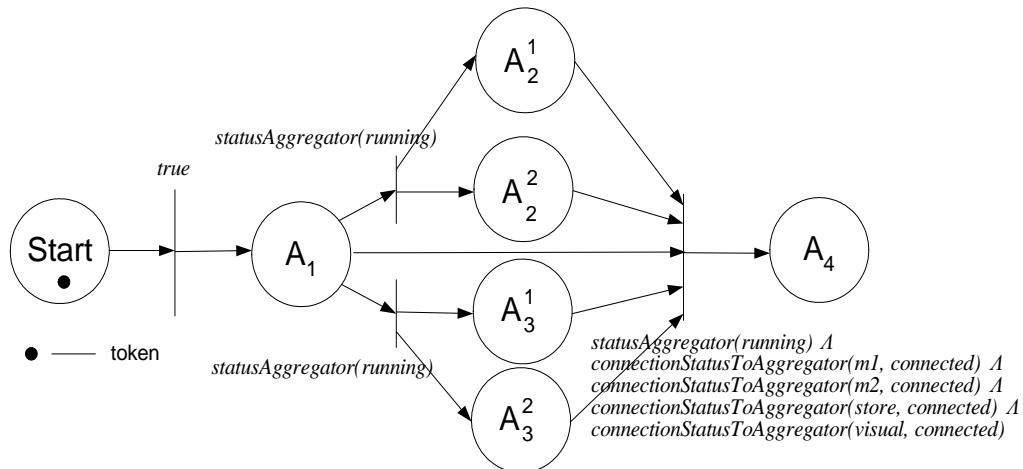 A₂¹
statusAggregator(running)
true
A₂²
Start
A₁
A₄
A₃¹
token
statusAggregator(running)
A₃²
statusAggregator(running) Λ
connectionStatusToAggregator(m1, connected) Λ
connectionStatusToAggregator(m2, connected) Λ
connectionStatusToAggregator(store, connected) Λ
connectionStatusToAggregator(visual, connected)